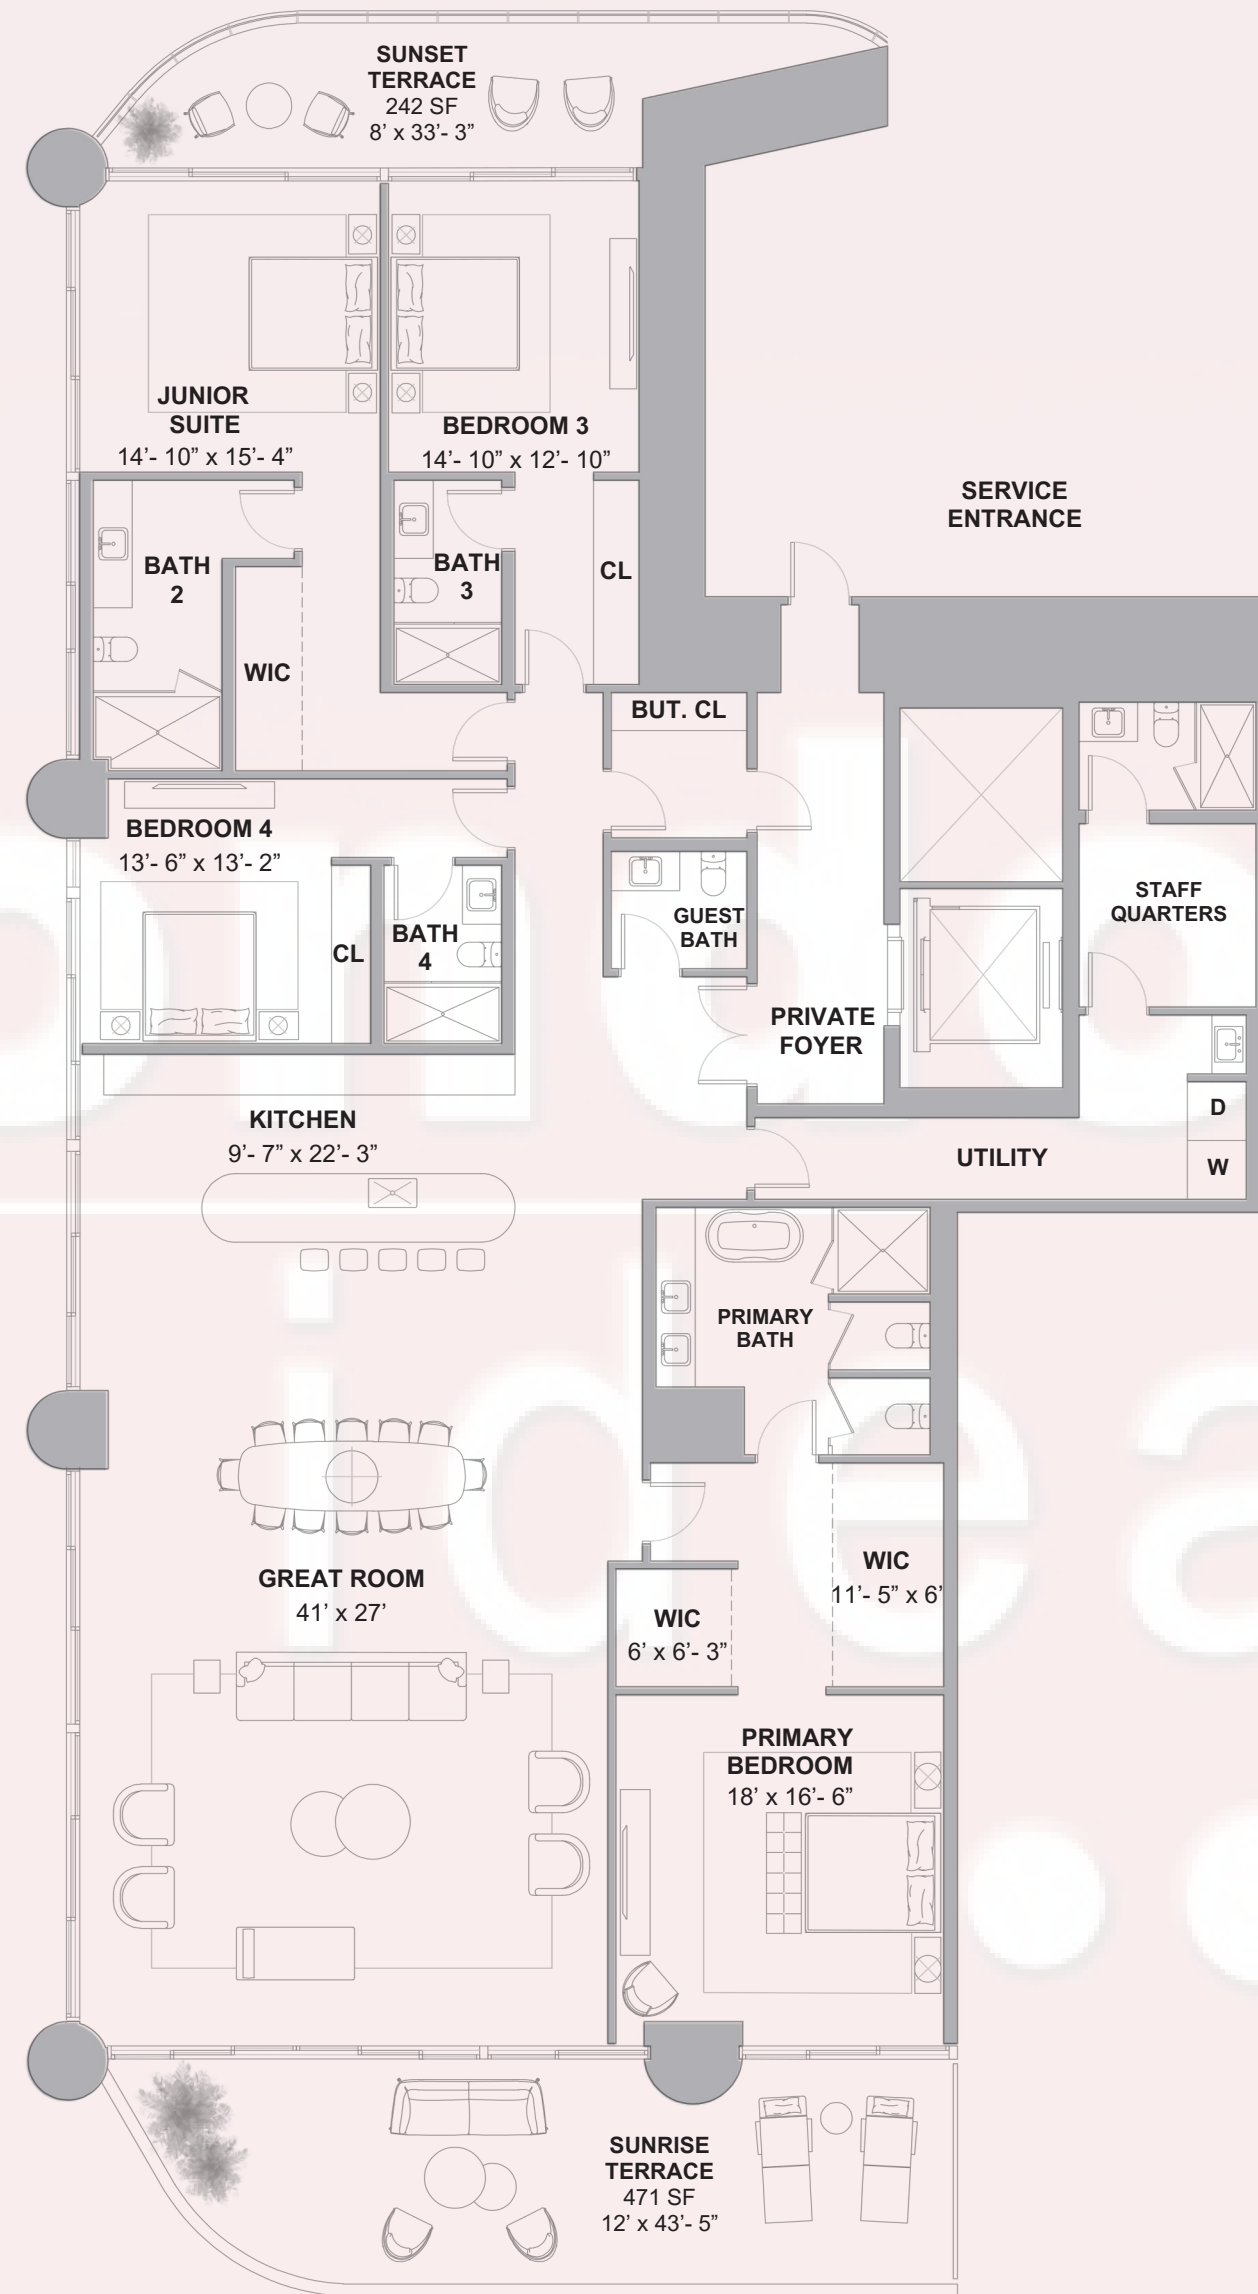 SUNSET
TERRACE
242 SF
8’ x 33’- 3”
JUNIOR
SUITE
14’- 10” x 15’- 4”
BEDROOM 3
14’- 10” x 12’- 10”
SERVICE
ENTRANCE
BATH
2
BATH
3
CL
WIC
BUT. CL
BEDROOM 4
13’- 6” x 13’- 2”
STAFF
QUARTERS
GUEST
BATH
BATH
4
CL
PRIVATE
FOYER
KITCHEN
9’- 7” x 22’- 3”
D
W
UTILITY
PRIMARY
BATH
GREAT ROOM
41’ x 27’
WIC
11’- 5” x 6’
WIC
6’ x 6’- 3”
PRIMARY
BEDROOM
18’ x 16’- 6”
SUNRISE
TERRACE
471 SF
12’ x 43’- 5”